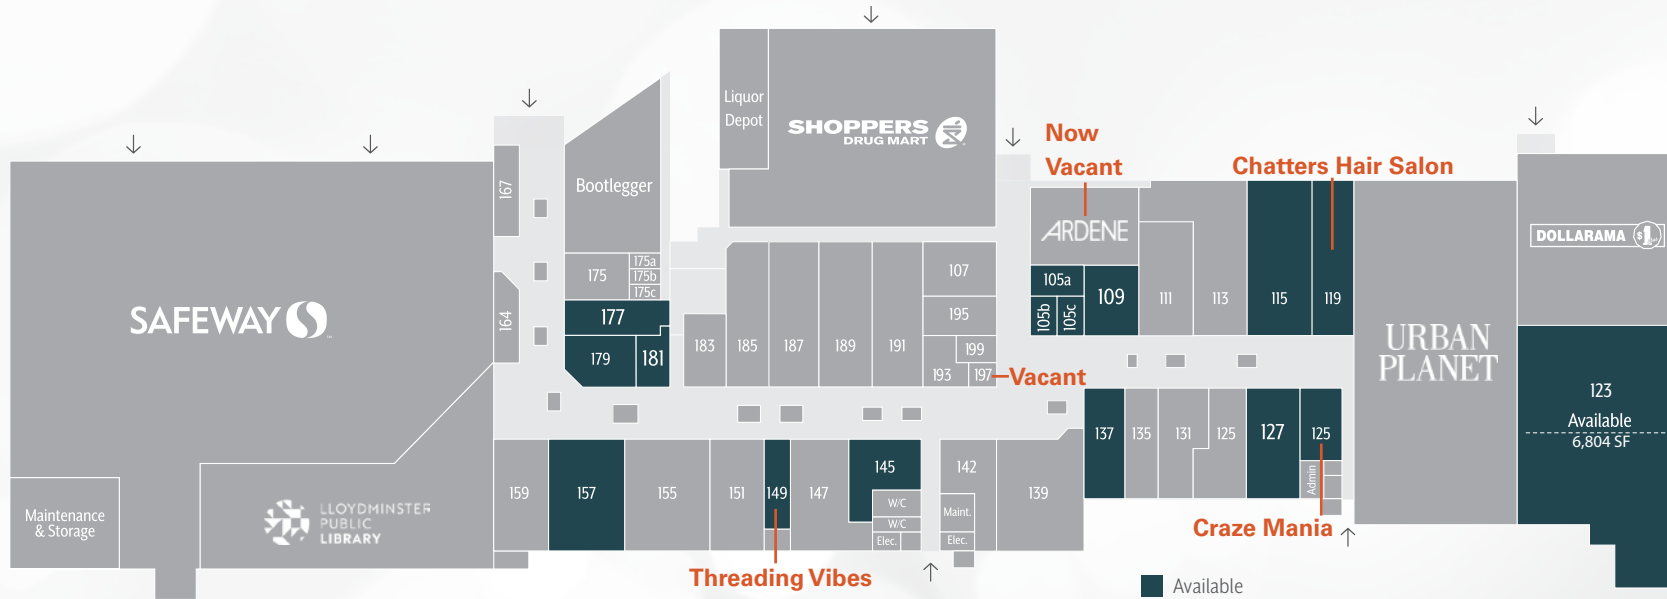 Liquor
Depot
SHOPPERS
DRUG MART
Now
Vacant
Chatters Hair Salon
167
Bootlegger
ARDENE
DOLLARAMA $1
175
175a
175b
175c
107
105a
105b
105c
109
111
113
115
119
SAFEWAY
164
177
179
181
183
185
187
189
191
195
199
193
197
Vacant
URBAN
PLANET
123
Available
6,804 SF
137
135
131
125
127
125
Admin
159
157
155
151
149
147
145
W/C
W/C
Elec.
142
Maint.
Elec.
139
Maintenance
& Storage
LLOYDMINSTER
PUBLIC
LIBRARY
Craze Mania
Threading Vibes
Available